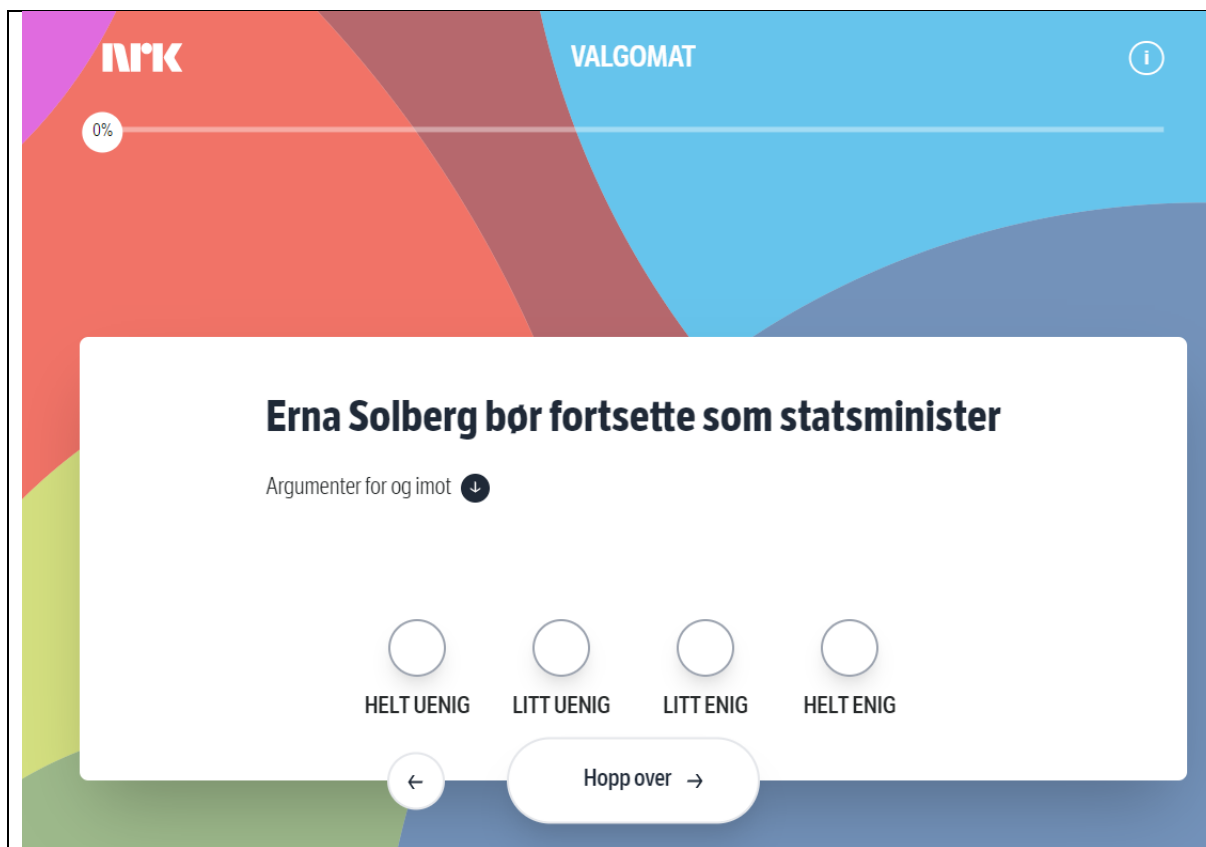 nrk
VALGOMAT
i
0%
Erna Solberg bør fortsette som statsminister
Argumenter for og imot ↓
HELT UENIG
LITT UENIG
LITT ENIG
HELT ENIG
←
Hopp over →